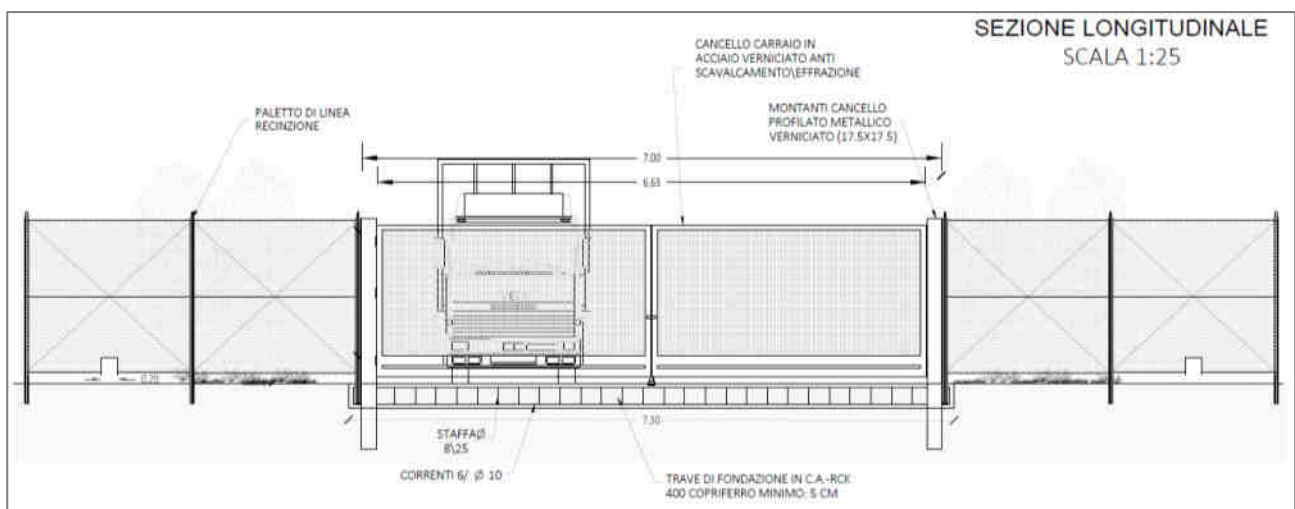 SEZIONE LONGITUDINALE
SCALA 1:25
CANCELLO CARRAIO IN
ACCIAIO VERNICIATO ANTI
SCAVALCAMENTO\EFFRAZIONE
PALETTO DI LINEA
RECINZIONE
MONTANTI CANCELLO
PROFILATO METALLICO
VERNICIATO (17.5X17.5)
7.00
6.63
0.20
7.30
STAFFAØ
8\25
CORRENTI 6/ Ø 10
TRAVE DI FONDAZIONE IN C.A.-RCK
400 COPRIFERRO MINIMO: 5 CM